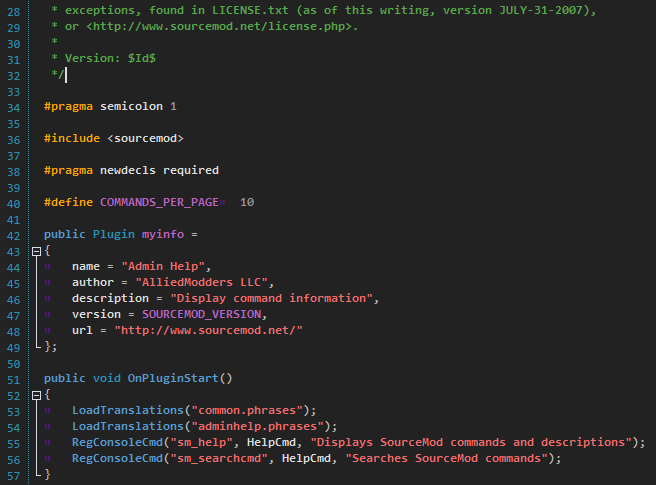 28 * exceptions, found in LICENSE.txt (as of this writing, version JULY-31-2007),
29 * or <http://www.sourcemod.net/license.php>.
30 *
31 * Version: $Id$
32 */
33
34 #pragma semicolon 1
35
36 #include <sourcemod>
37
38 #pragma newdecls required
39
40 #define COMMANDS_PER_PAGE» 10
41
42 public Plugin myinfo =
43 {
44 » name = "Admin Help",
45 » author = "AlliedModders LLC",
46 » description = "Display command information",
47 » version = SOURCEMOD_VERSION,
48 » url = "http://www.sourcemod.net/"
49 };
50
51 public void OnPluginStart()
52 {
53 » LoadTranslations("common.phrases");
54 » LoadTranslations("adminhelp.phrases");
55 » RegConsoleCmd("sm_help", HelpCmd, "Displays SourceMod commands and descriptions");
56 » RegConsoleCmd("sm_searchcmd", HelpCmd, "Searches SourceMod commands");
57 }